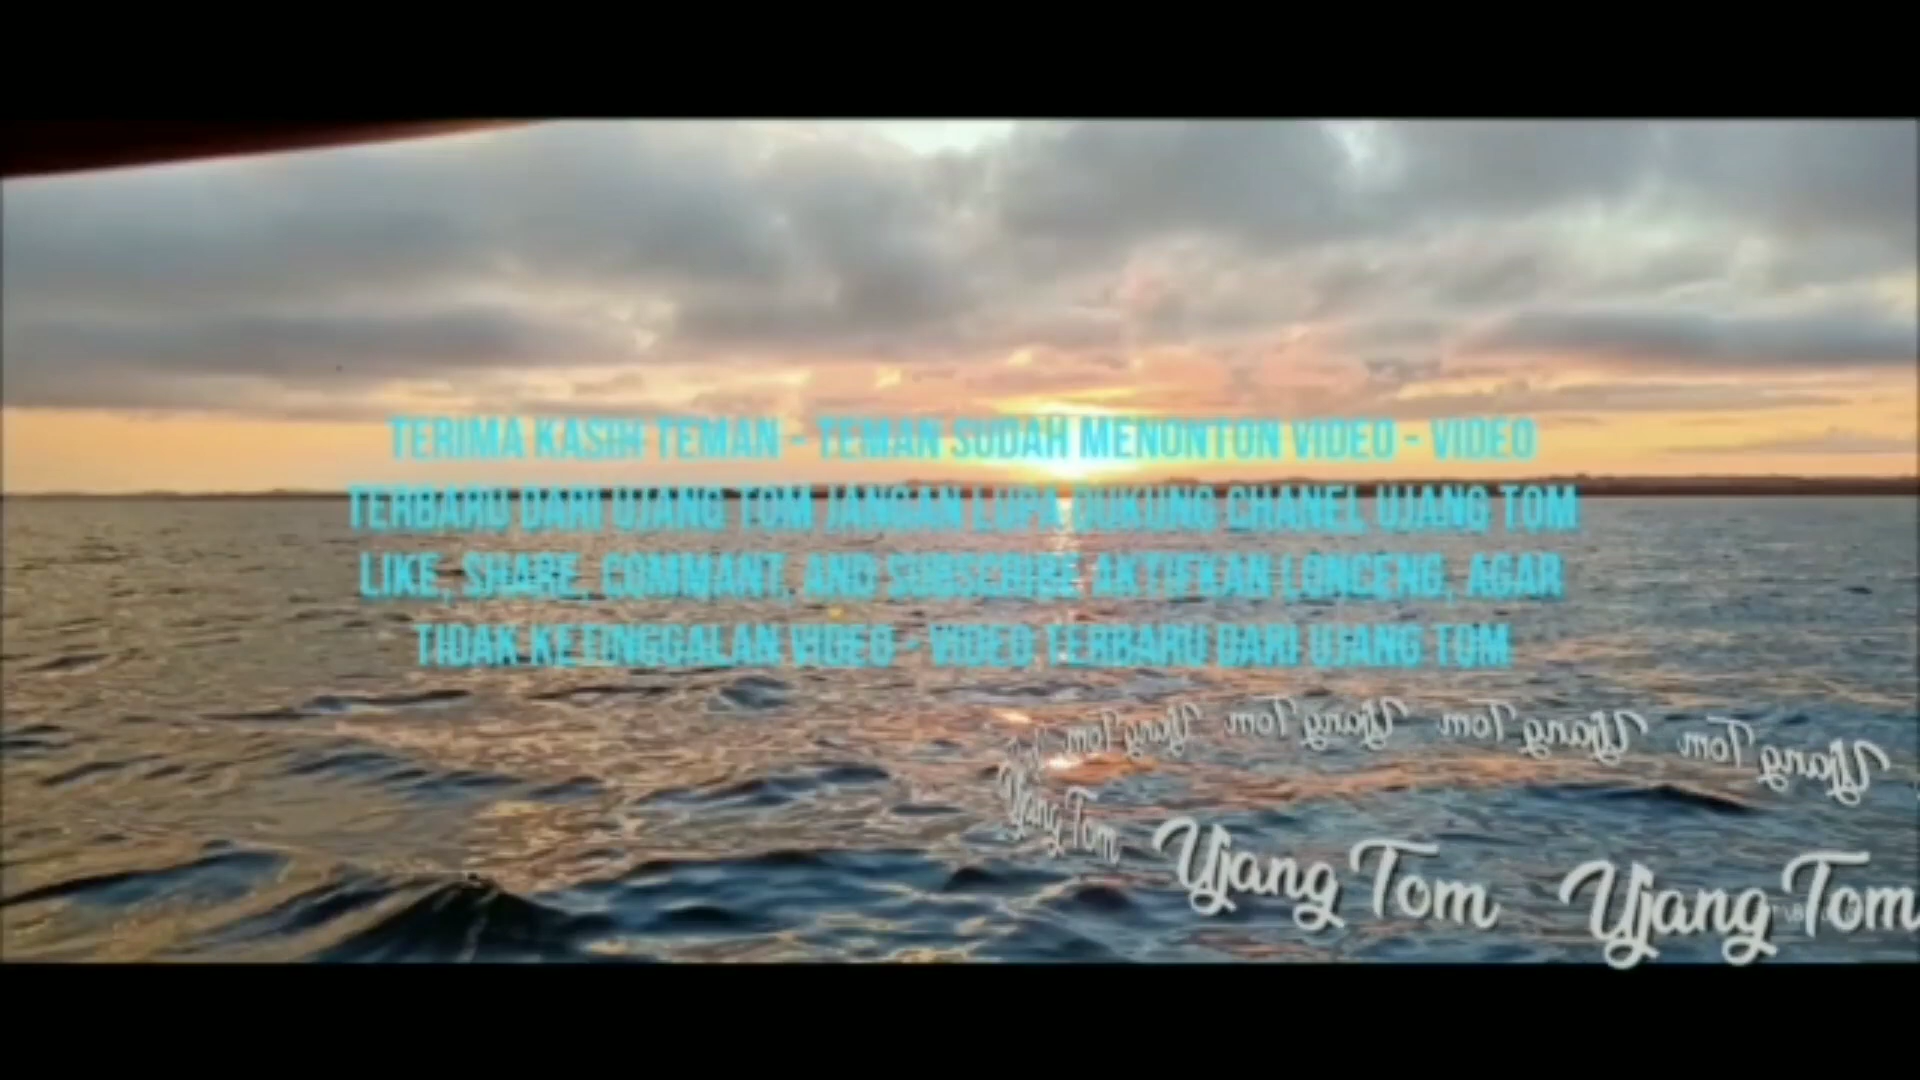 TERIMA KASIH TEMAN - TEMAN SUDAH MENONTON VIDEO - VIDEO
TERBARU DARI UJANG TOM JANGAN LUPA DUKUNG CHANEL UJANG TOM
LIKE, SHARE, COMMANT, AND SUBSCRIBE AKTIFKAN LONCENG, AGAR
TIDAK KETINGGALAN VIDEO - VIDEO TERBARU DARI UJANG TOM
Ujang Tom Ujang Tom Ujang Tom Ujang Tom
Ujang Tom Ujang Tom Ujang Tom